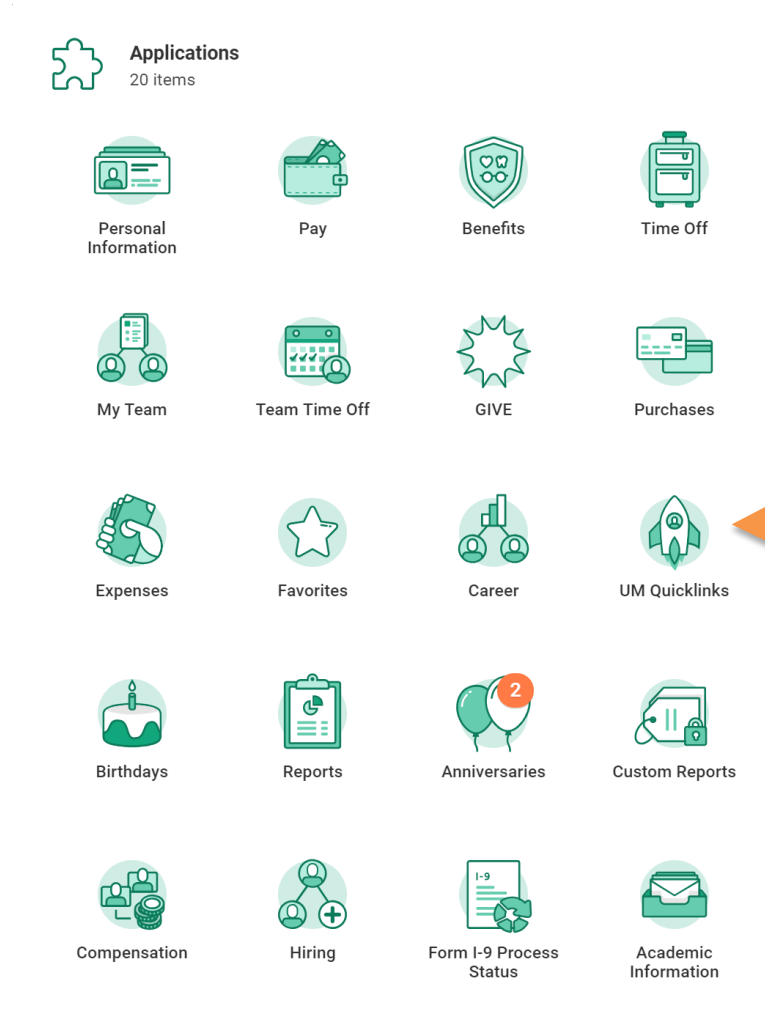 Applications
20 items
Personal
Information
Pay
Benefits
Time Off
My Team
Team Time Off
GIVE
Purchases
Expenses
Favorites
Career
UM Quicklinks
2
Birthdays
Reports
Anniversaries
Custom Reports
I-9
Compensation
Hiring
Form I-9 Process
Status
Academic
Information